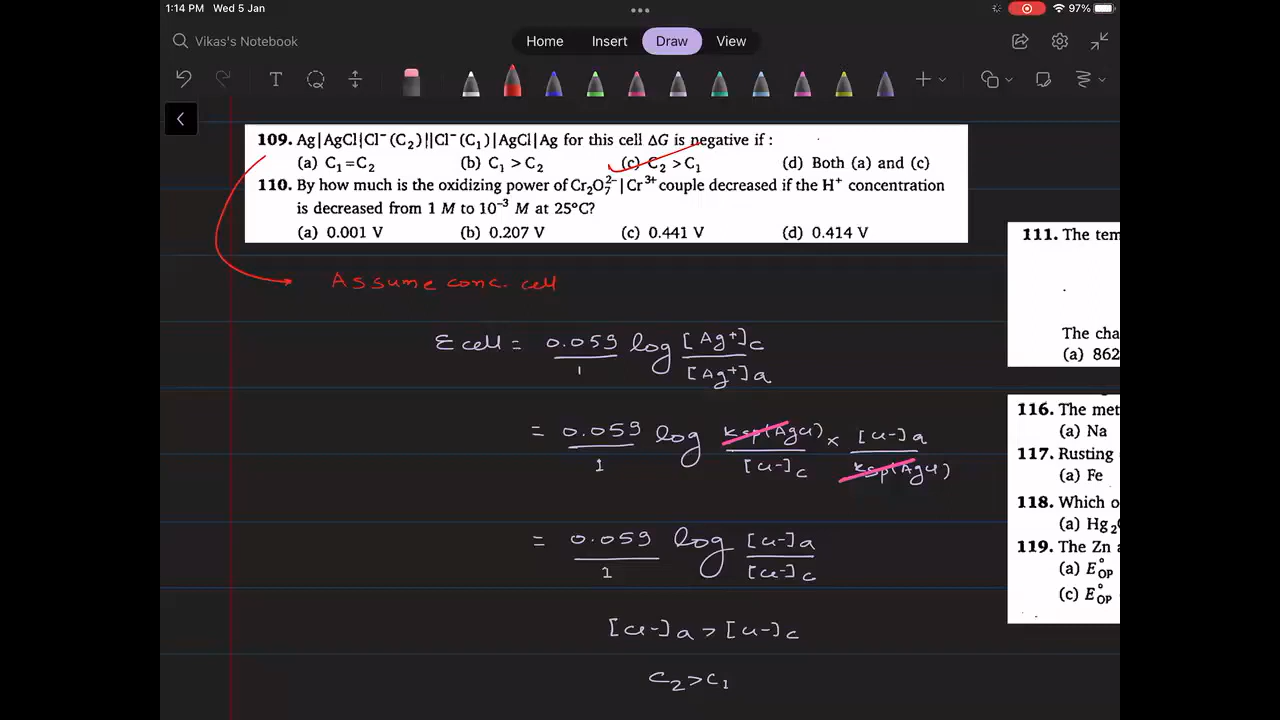 1:14 PM Wed 5 Jan
97%
Vikas's Notebook
Home Insert Draw View
109. Ag|AgCl|Cl⁻(C₂)||Cl⁻(C₁)|AgCl|Ag for this cell ΔG is negative if :
(a) C₁=C₂ (b) C₁ > C₂ (c) C₂ > C₁ (d) Both (a) and (c)
110. By how much is the oxidizing power of Cr₂O₇²⁻|Cr³⁺ couple decreased if the H⁺ concentration
is decreased from 1 M to 10⁻³ M at 25°C?
(a) 0.001 V (b) 0.207 V (c) 0.441 V (d) 0.414 V
Assume conc. cell
Ecell = 0.059/1 log [Ag+]c/[Ag+]a
= 0.059/1 log Ksp(AgCl)/[Cl-]c × [Cl-]a/Ksp(AgCl)
= 0.059/1 log [Cl-]a/[Cl-]c
[Cl-]a > [Cl-]c
C₂>C₁
111. The tem
The cha
(a) 862
116. The met
(a) Na
117. Rusting
(a) Fe
118. Which o
(a) Hg₂
119. The Zn a
(a) E°OP
(c) E°OP